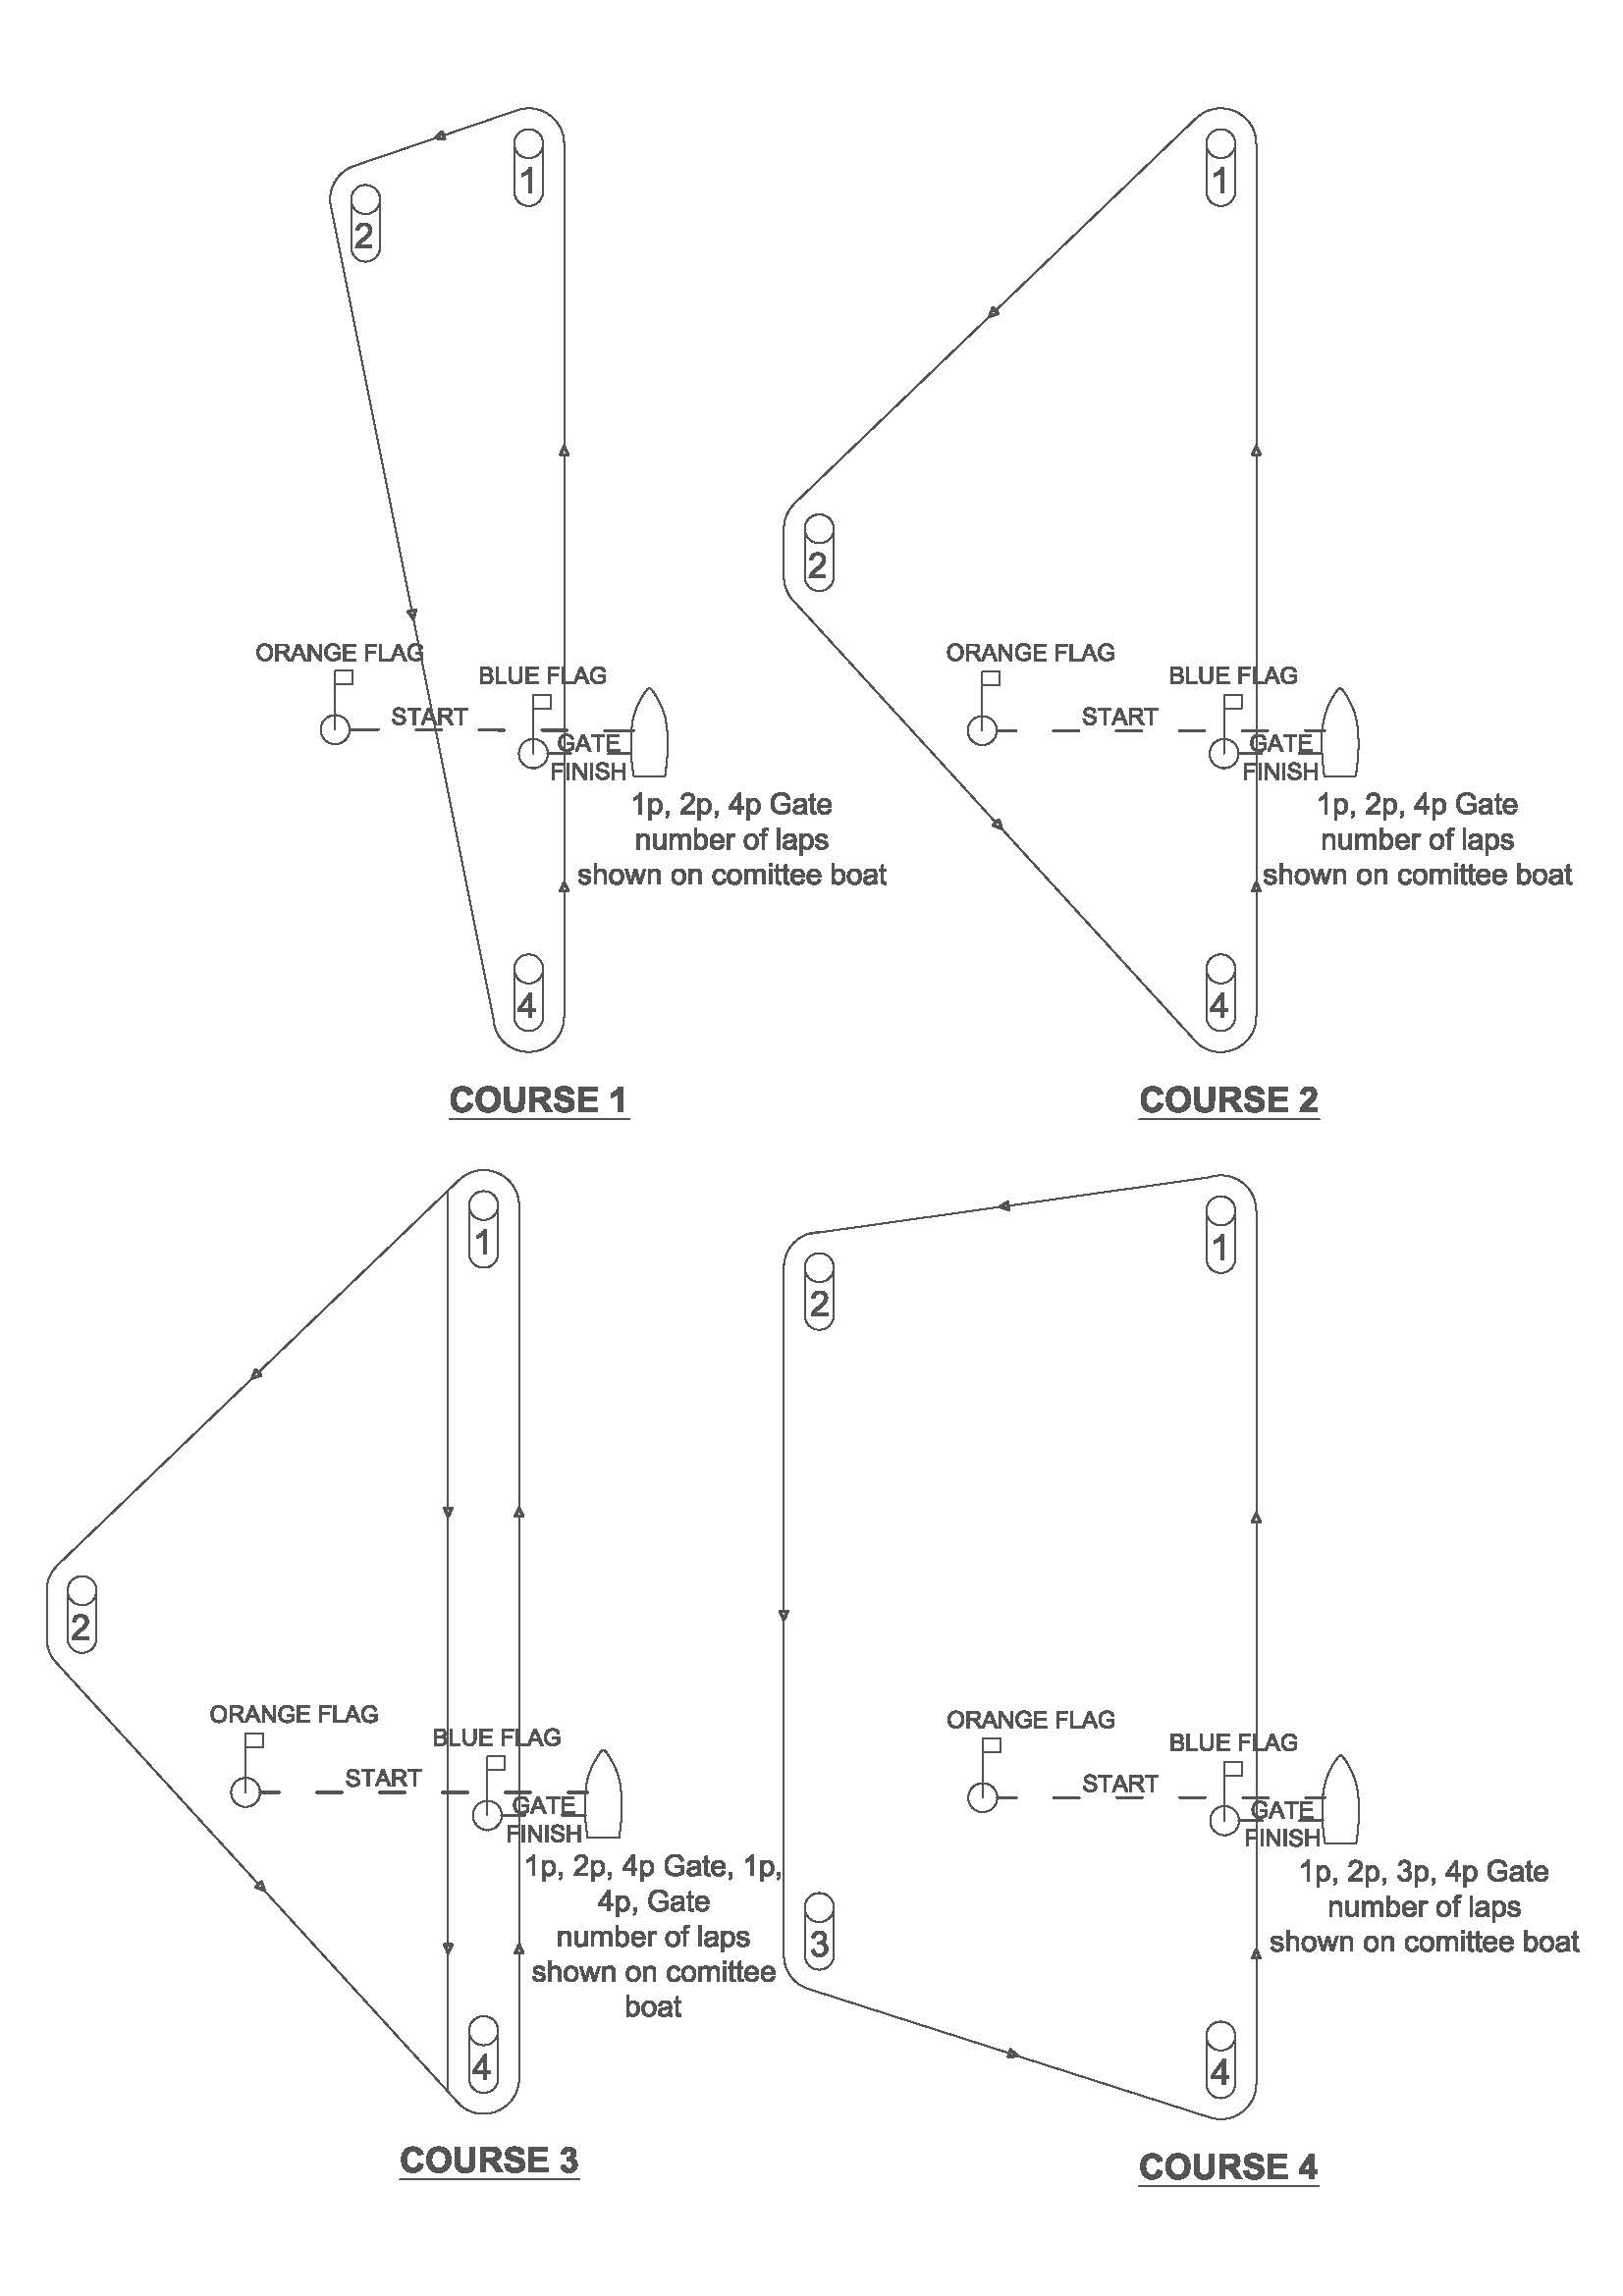 1
2
ORANGE FLAG
BLUE FLAG
START
GATE
FINISH
1p, 2p, 4p Gate
number of laps
shown on comittee boat
4
COURSE 1
1
2
ORANGE FLAG
BLUE FLAG
START
GATE
FINISH
1p, 2p, 4p Gate
number of laps
shown on comittee boat
4
COURSE 2
1
2
ORANGE FLAG
BLUE FLAG
START
GATE
FINISH
1p, 2p, 4p Gate, 1p,
4p, Gate
number of laps
shown on comittee
boat
4
COURSE 3
1
2
ORANGE FLAG
BLUE FLAG
START
GATE
FINISH
1p, 2p, 3p, 4p Gate
number of laps
shown on comittee boat
3
4
COURSE 4